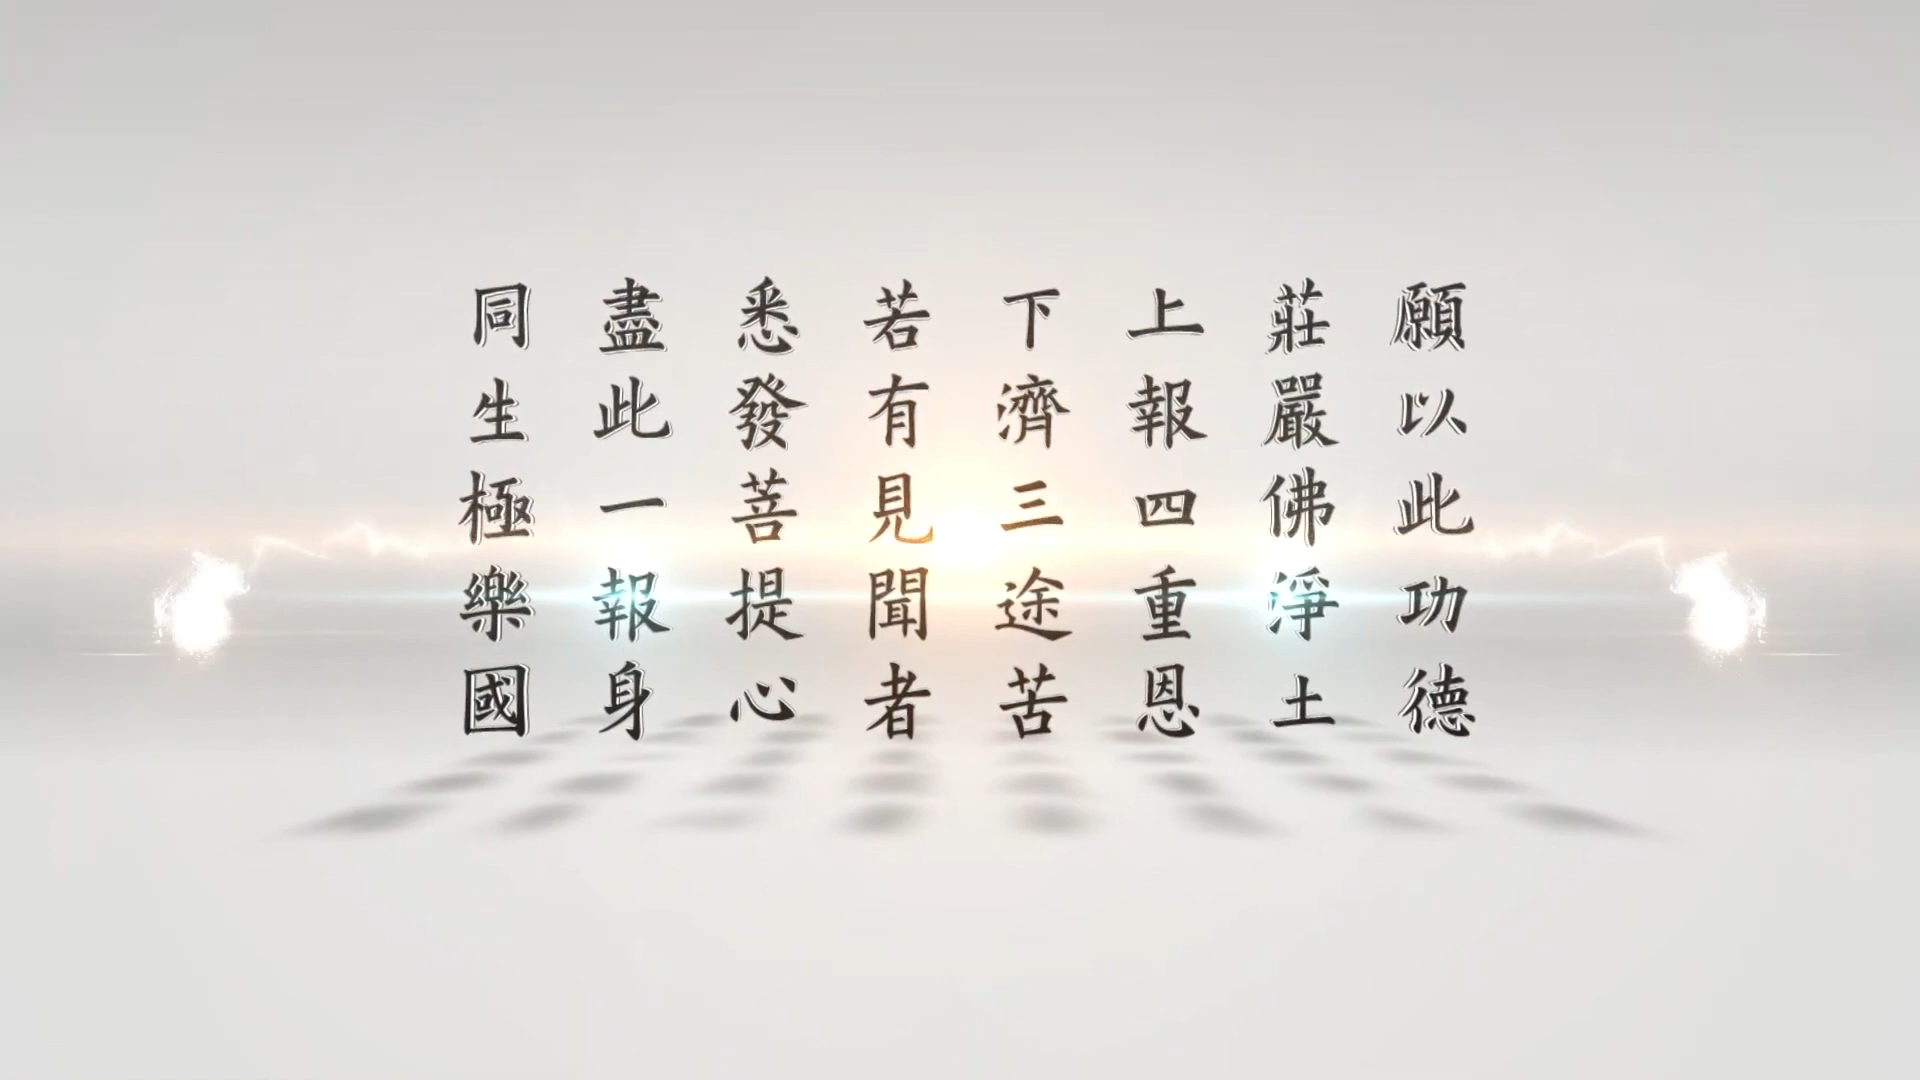 願以此功德
莊嚴佛淨土
上報四重恩
下濟三途苦
若有見聞者
悉發菩提心
盡此一報身
同生極樂國